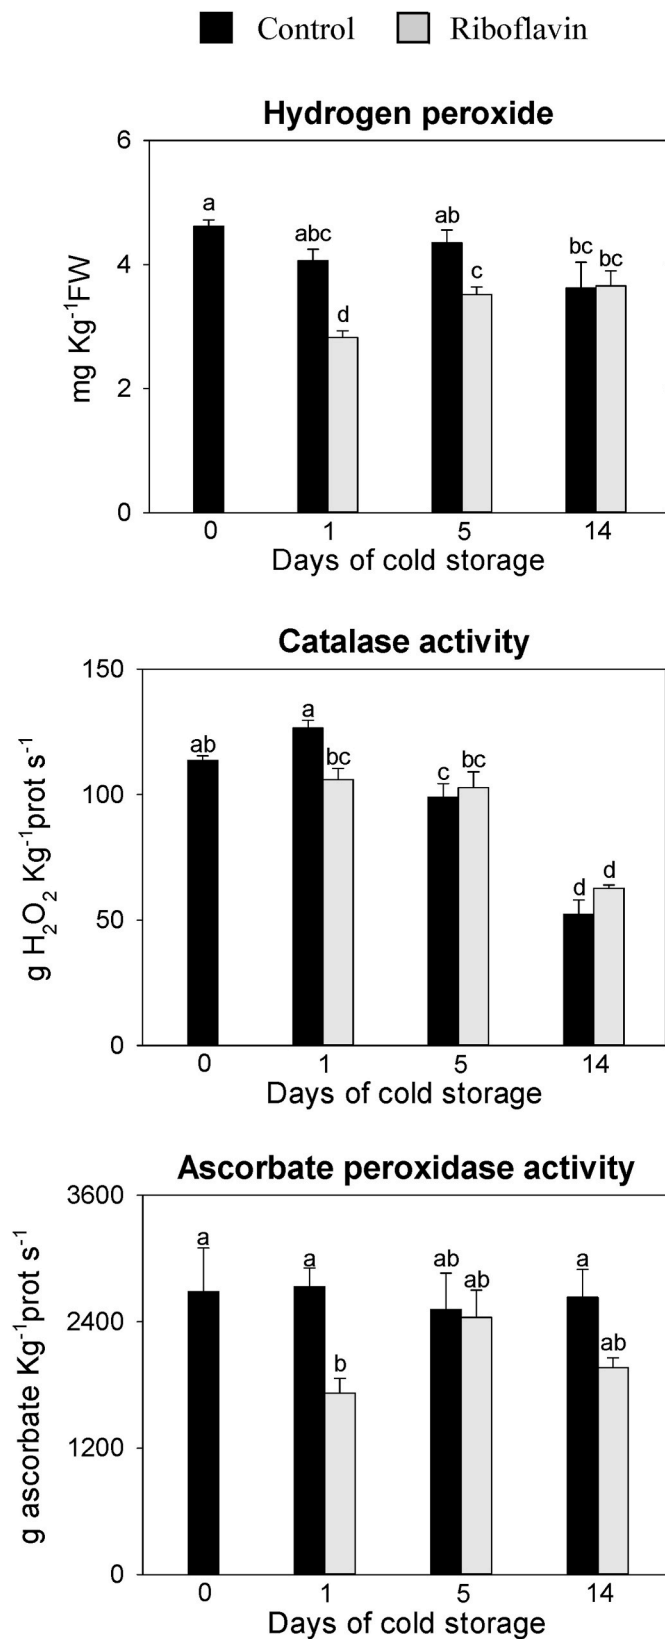 Control Riboflavin
Hydrogen peroxide
6
4
2
0
mg Kg⁻¹FW
a
abc
d
ab
c
bc bc
0 1 5 14
Days of cold storage
Catalase activity
150
100
50
0
g H₂O₂ Kg⁻¹prot s⁻¹
ab
a
bc
c
bc
d
d
0 1 5 14
Days of cold storage
Ascorbate peroxidase activity
3600
2400
1200
0
g ascorbate Kg⁻¹prot s⁻¹
a
a
b
ab
ab
a
ab
0 1 5 14
Days of cold storage